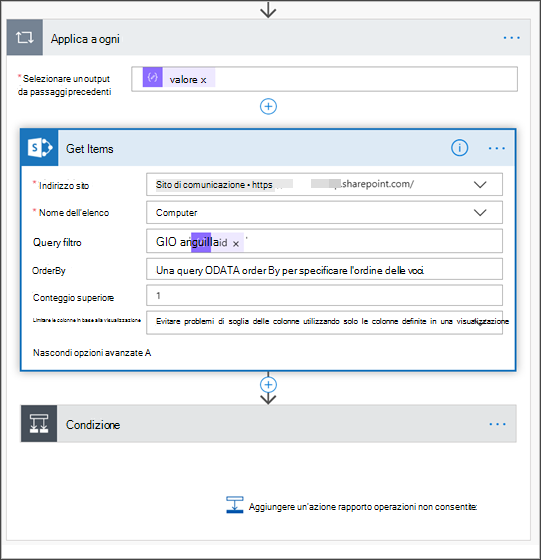 Applica a ogni
* Selezionare un output
da passaggi precedenti
valore x
Get Items
* Indirizzo sito
Sito di comunicazione • https
.sharepoint.com/
* Nome dell'elenco
Computer
Query filtro
GIO anguilla
id x '
OrderBy
Una query ODATA order By per specificare l'ordine delle voci
Conteggio superiore
1
Limitare le colonne in base alla visualizzazione
Evitare problemi di soglia delle colonne utilizzando solo le colonne definite in una visualizzazione
Nascondi opzioni avanzate A
Condizione
Aggiungere un'azione rapporto operazioni non consentite: